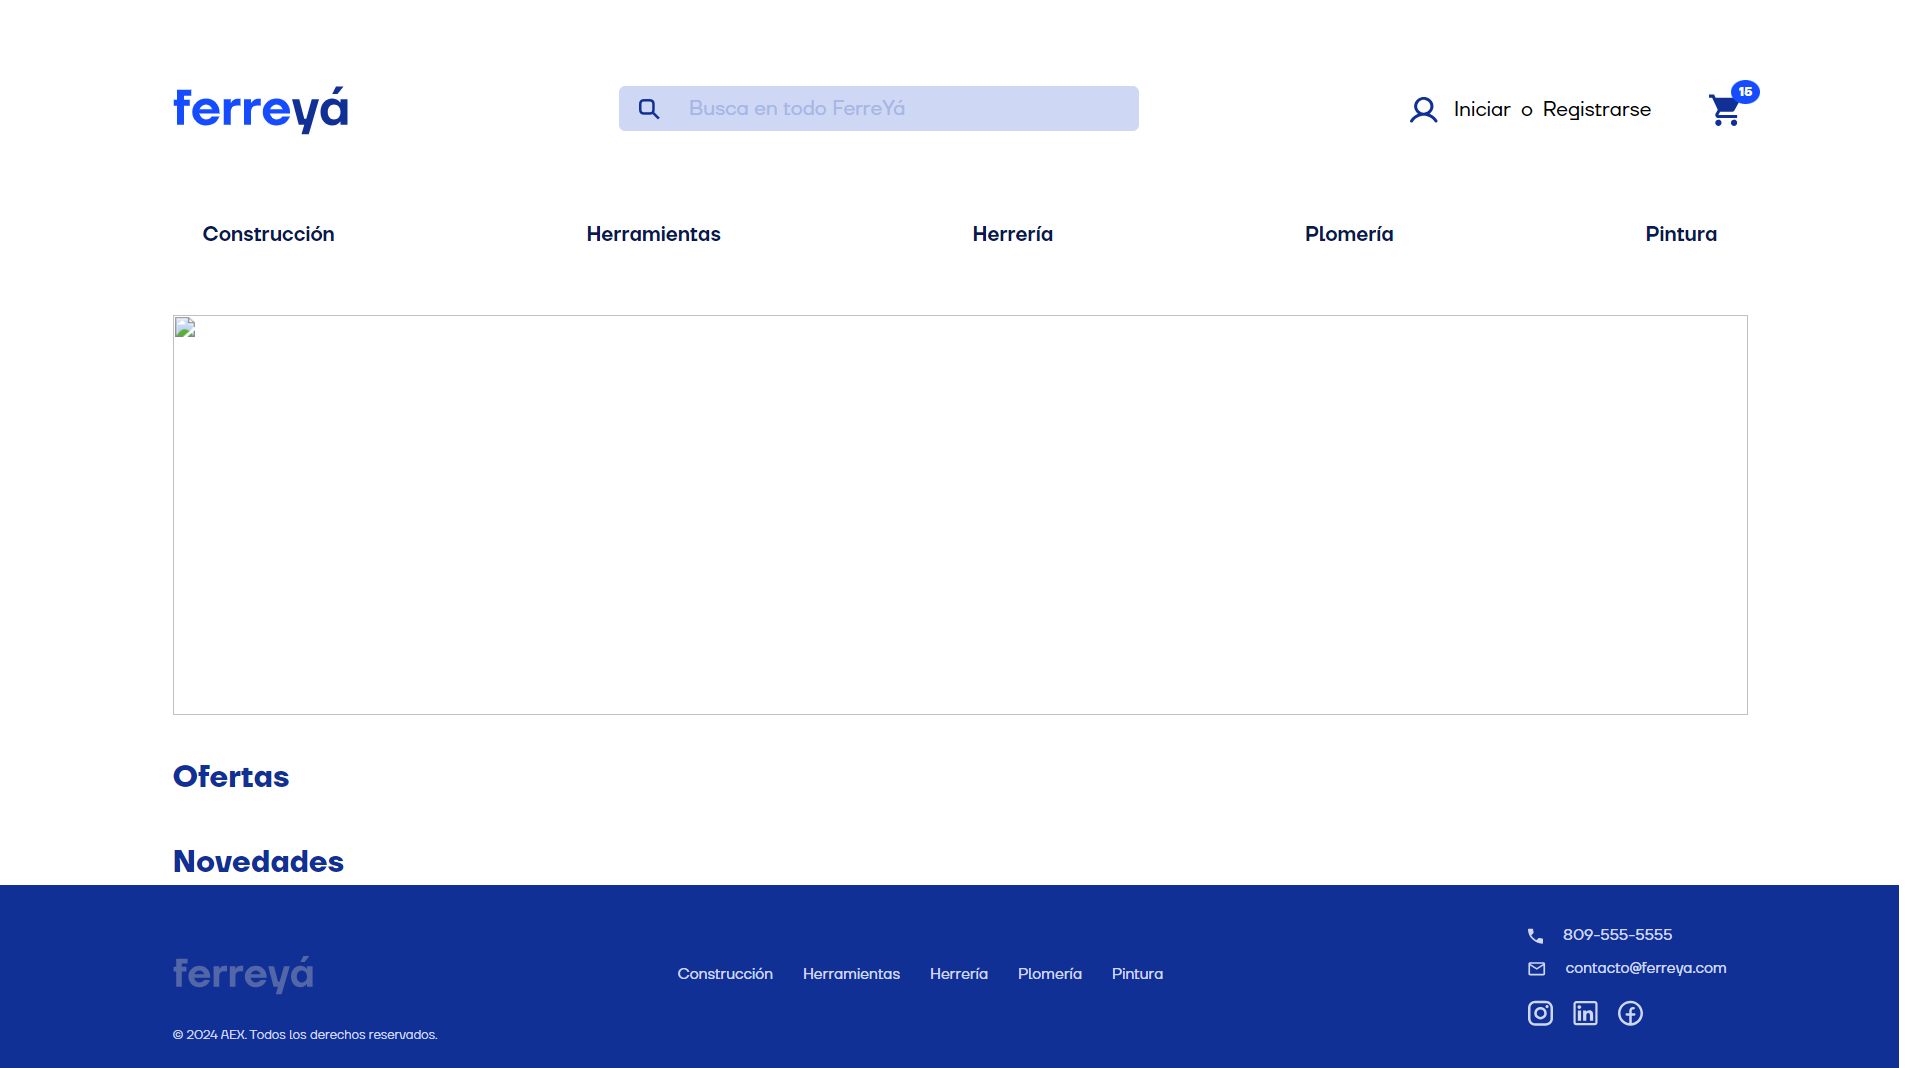 ferreyá
Busca en todo FerreYá
Iniciar o Registrarse
15
Construcción Herramientas Herrería Plomería Pintura
Ofertas
Novedades
ferreyá
Construcción Herramientas Herrería Plomería Pintura
809-555-5555
contacto@ferreya.com
© 2024 AEX. Todos los derechos reservados.